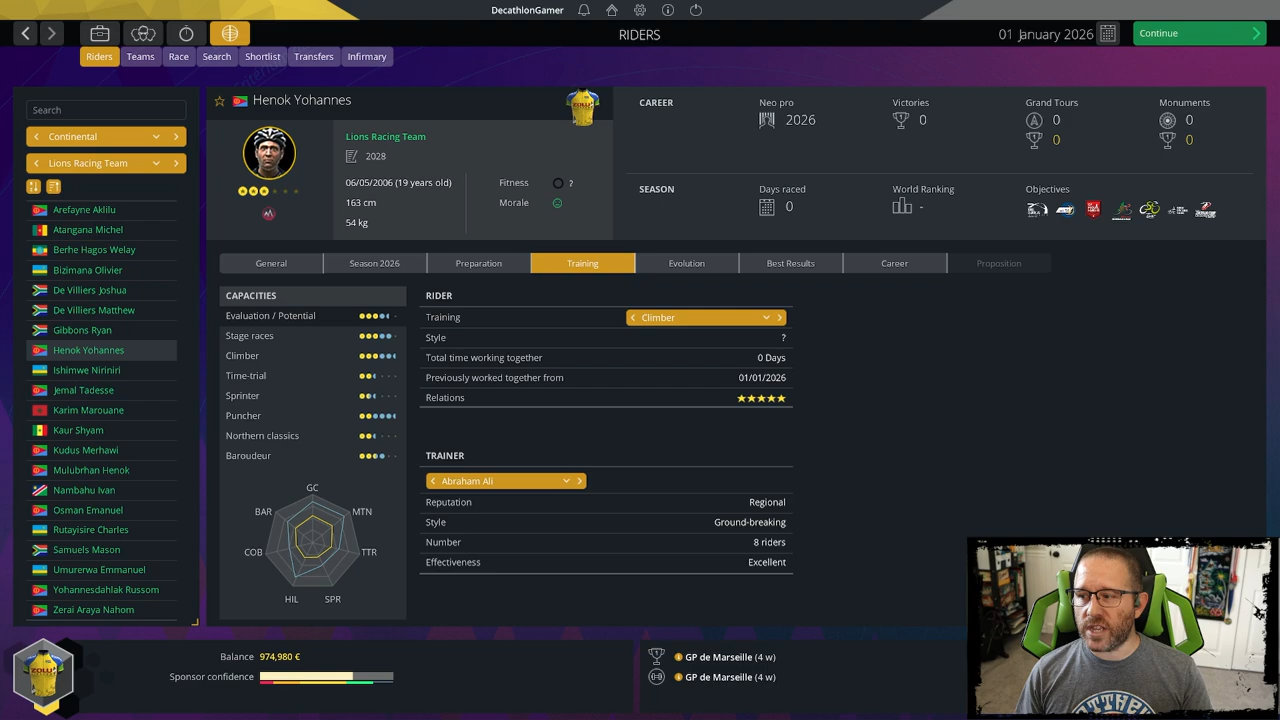 DecathlonGamer
RIDERS
01 January 2026
Continue
Riders
Teams
Race
Search
Shortlist
Transfers
Infirmary
Search
Continental
Lions Racing Team
Arefayne Aklilu
Atangana Michel
Berhe Hagos Welay
Bizimana Olivier
De Villiers Joshua
De Villiers Matthew
Gibbons Ryan
Henok Yohannes
Ishimwe Niriniri
Jemal Tadesse
Karim Marouane
Kaur Shyam
Kudus Merhawi
Mulubrhan Henok
Nambahu Ivan
Osman Emanuel
Rutayisire Charles
Samuels Mason
Umurerwa Emmanuel
Yohannesdahlak Russom
Zerai Araya Nahom
Henok Yohannes
Lions Racing Team
2028
06/05/2006 (19 years old)
163 cm
54 kg
Fitness ?
Morale
CAREER
Neo pro
2026
Victories
0
Grand Tours
0
0
Monuments
0
0
SEASON
Days raced
0
World Ranking
-
Objectives
General
Season 2026
Preparation
Training
Evolution
Best Results
Career
Proposition
CAPACITIES
Evaluation / Potential
Stage races
Climber
Time-trial
Sprinter
Puncher
Northern classics
Baroudeur
GC
MTN
TTR
SPR
HIL
COB
BAR
RIDER
Training Climber
Style ?
Total time working together 0 Days
Previously worked together from 01/01/2026
Relations
TRAINER
Abraham Ali
Reputation Regional
Style Ground-breaking
Number 8 riders
Effectiveness Excellent
Balance 974,980 €
Sponsor confidence
GP de Marseille (4 w)
GP de Marseille (4 w)